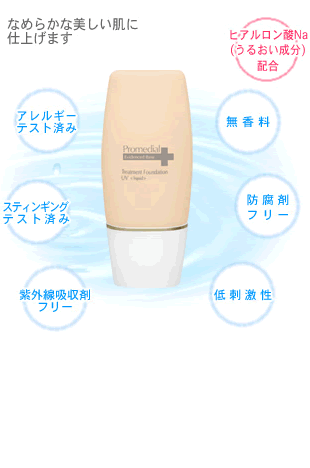 なめらかな美しい肌に
仕上げます
ヒアルロン酸Na
(うるおい成分)
配合
アレルギー
テスト済み
無香料
スティンギング
テスト済み
防腐剤
フリー
紫外線吸収剤
フリー
低刺激性
Promedial
Treatment Foundation